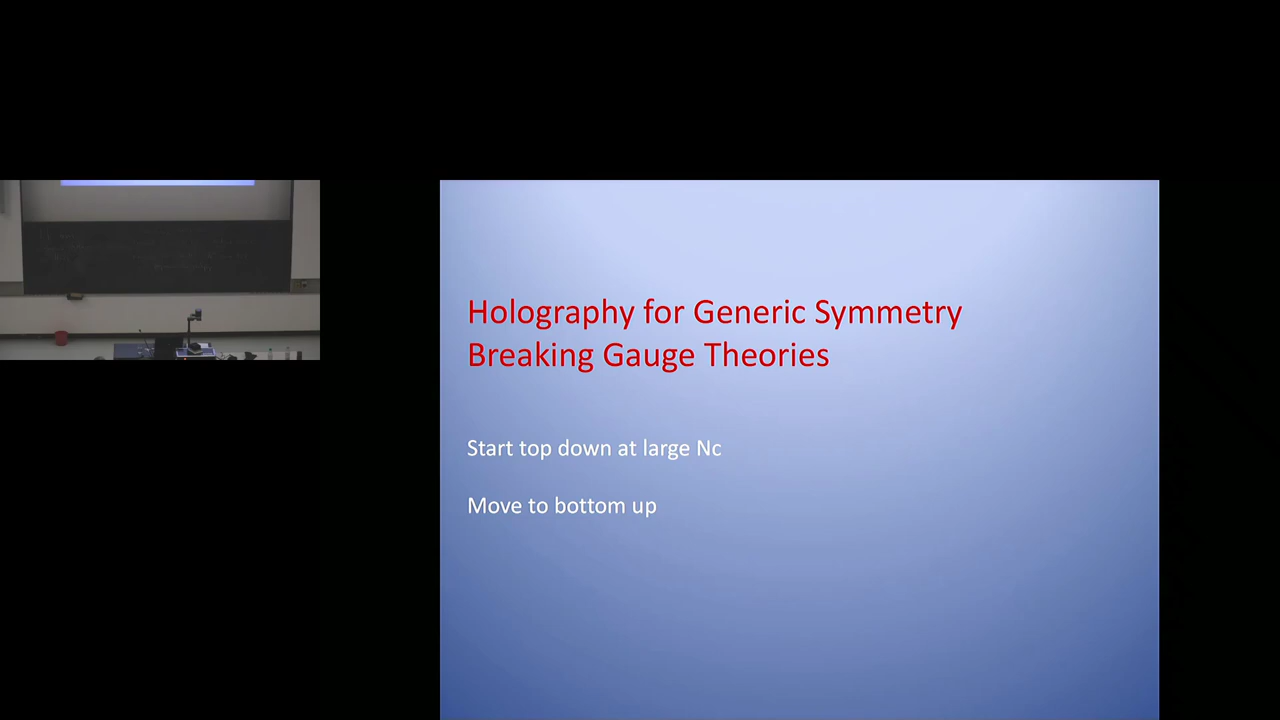 Holography for Generic Symmetry
Breaking Gauge Theories
Start top down at large Nc
Move to bottom up